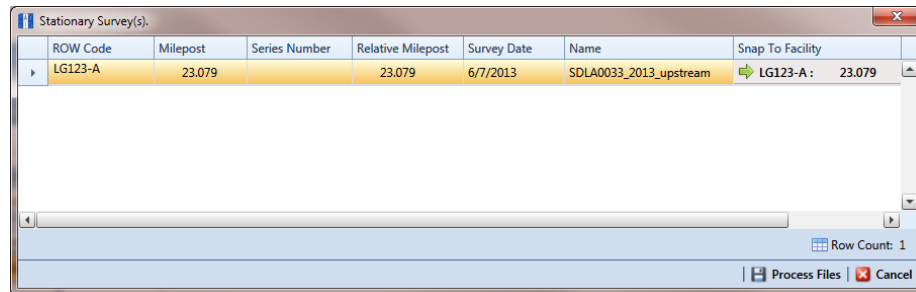 Stationary Survey(s).
ROW Code Milepost Series Number Relative Milepost Survey Date Name Snap To Facility
LG123-A 23.079 23.079 6/7/2013 SDLA0033_2013_upstream LG123-A : 23.079
Row Count: 1
Process Files Cancel